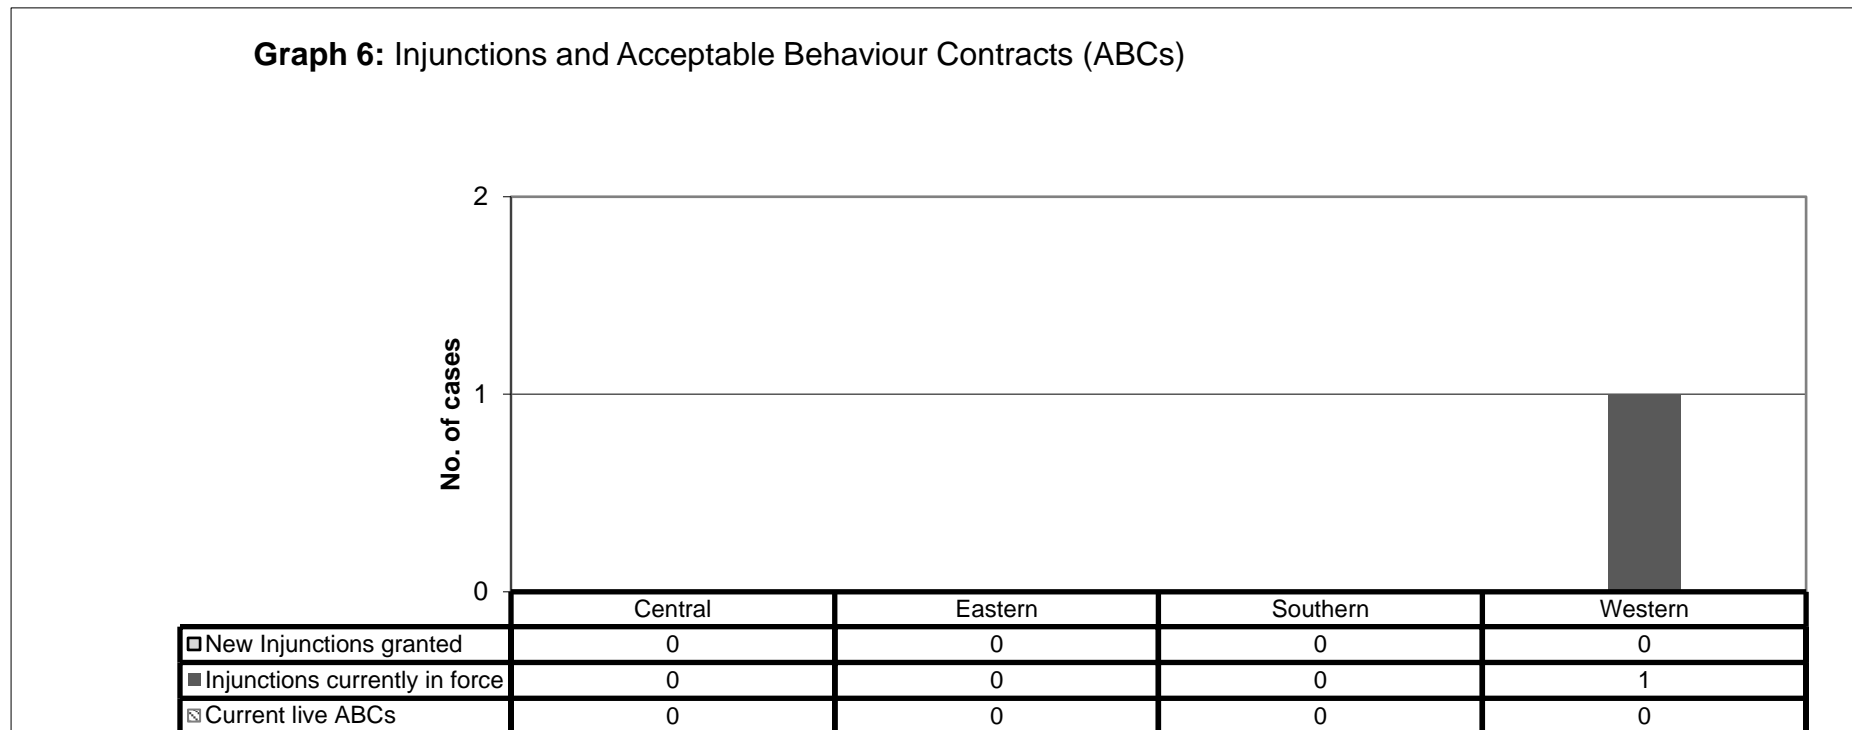 Graph 6: Injunctions and Acceptable Behaviour Contracts (ABCs)
2
1
0
No. of cases
Central Eastern Southern Western
New Injunctions granted 0 0 0 0
Injunctions currently in force 0 0 0 1
Current live ABCs 0 0 0 0